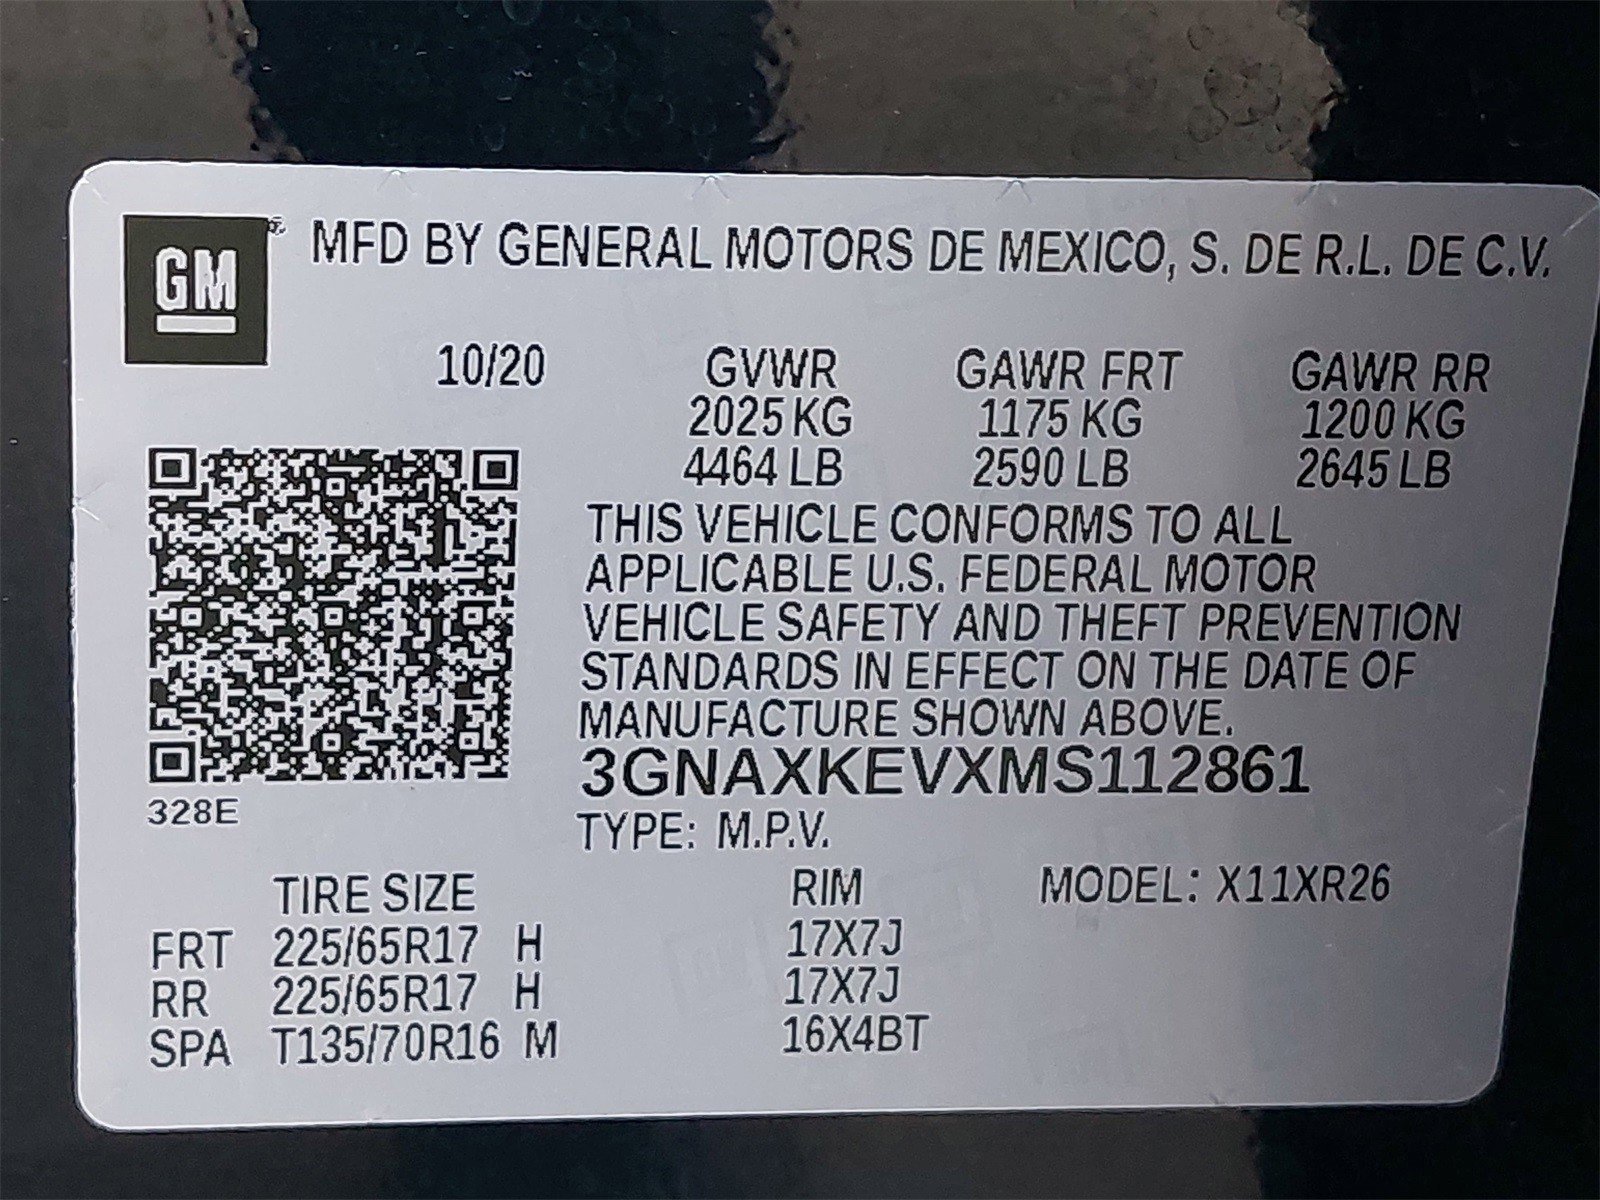 GM MFD BY GENERAL MOTORS DE MEXICO, S. DE R.L. DE C.V.
10/20 GVWR GAWR FRT GAWR RR
2025 KG 1175 KG 1200 KG
4464 LB 2590 LB 2645 LB
THIS VEHICLE CONFORMS TO ALL
APPLICABLE U.S. FEDERAL MOTOR
VEHICLE SAFETY AND THEFT PREVENTION
STANDARDS IN EFFECT ON THE DATE OF
MANUFACTURE SHOWN ABOVE.
3GNAXKEVXMS112861
328E
TYPE: M.P.V.
TIRE SIZE RIM MODEL: X11XR26
FRT 225/65R17 H 17X7J
RR 225/65R17 H 17X7J
SPA T135/70R16 M 16X4BT